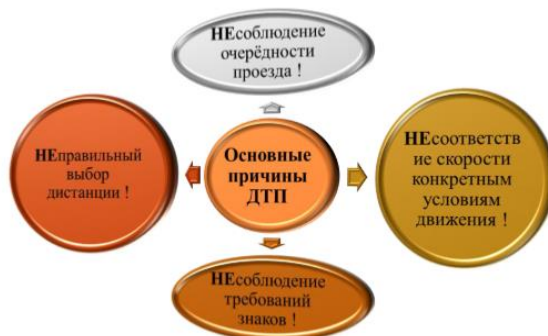 НЕсоблюдение
очерёдности
проезда !
НЕправильный
выбор
дистанции !
Основные
причины
ДТП
НЕсоответств
ие скорости
конкретным
условиям
движения !
НЕсоблюдение
требований
знаков !